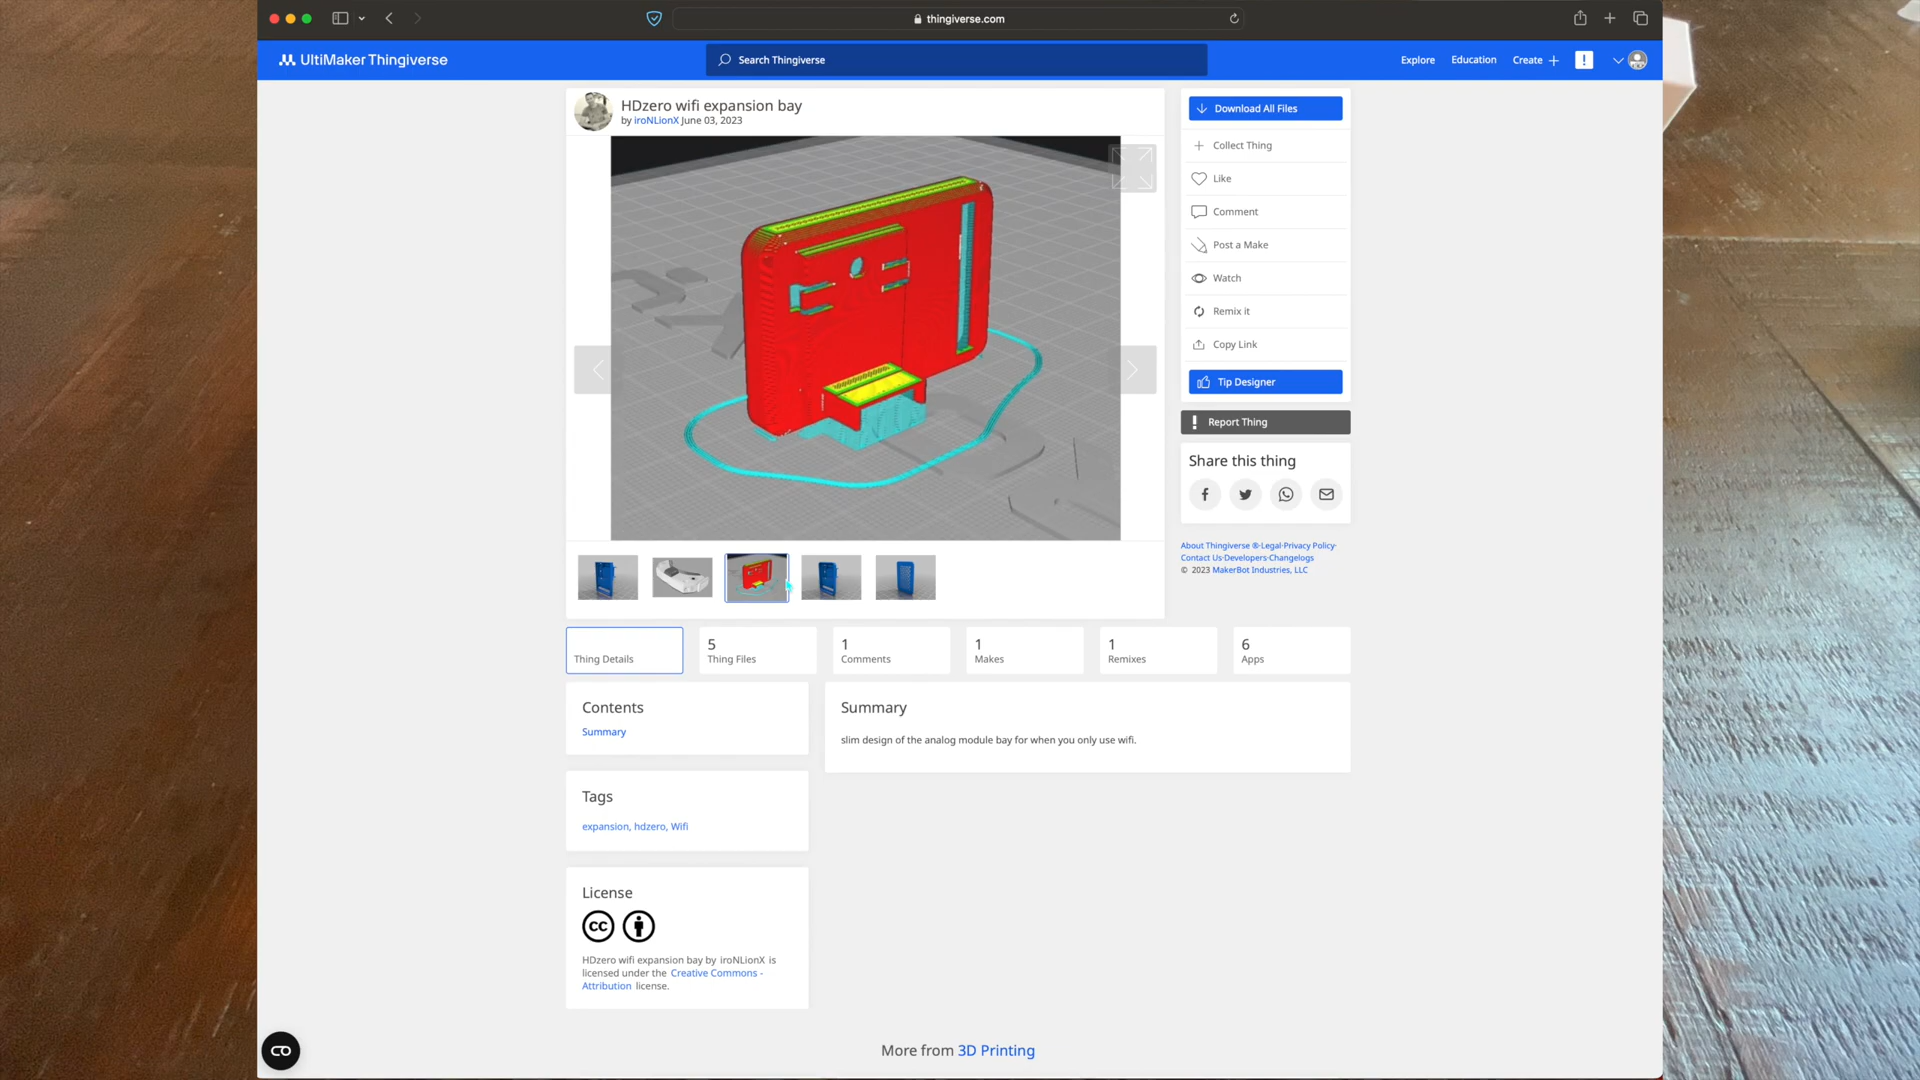 thingiverse.com
UltiMaker Thingiverse
Search Thingiverse
Explore
Education
Create
HDzero wifi expansion bay
by iroNLionX June 03, 2023
Download All Files
Collect Thing
Like
Comment
Post a Make
Watch
Remix it
Copy Link
Tip Designer
Report Thing
Share this thing
About Thingiverse ®·Legal·Privacy Policy·
Contact Us·Developers·Changelogs
© 2023 MakerBot Industries, LLC
Thing Details
5
Thing Files
1
Comments
1
Makes
1
Remixes
6
Apps
Contents
Summary
Summary
slim design of the analog module bay for when you only use wifi.
Tags
expansion, hdzero, Wifi
License
cc
HDzero wifi expansion bay by iroNLionX is
licensed under the Creative Commons -
Attribution license.
More from 3D Printing